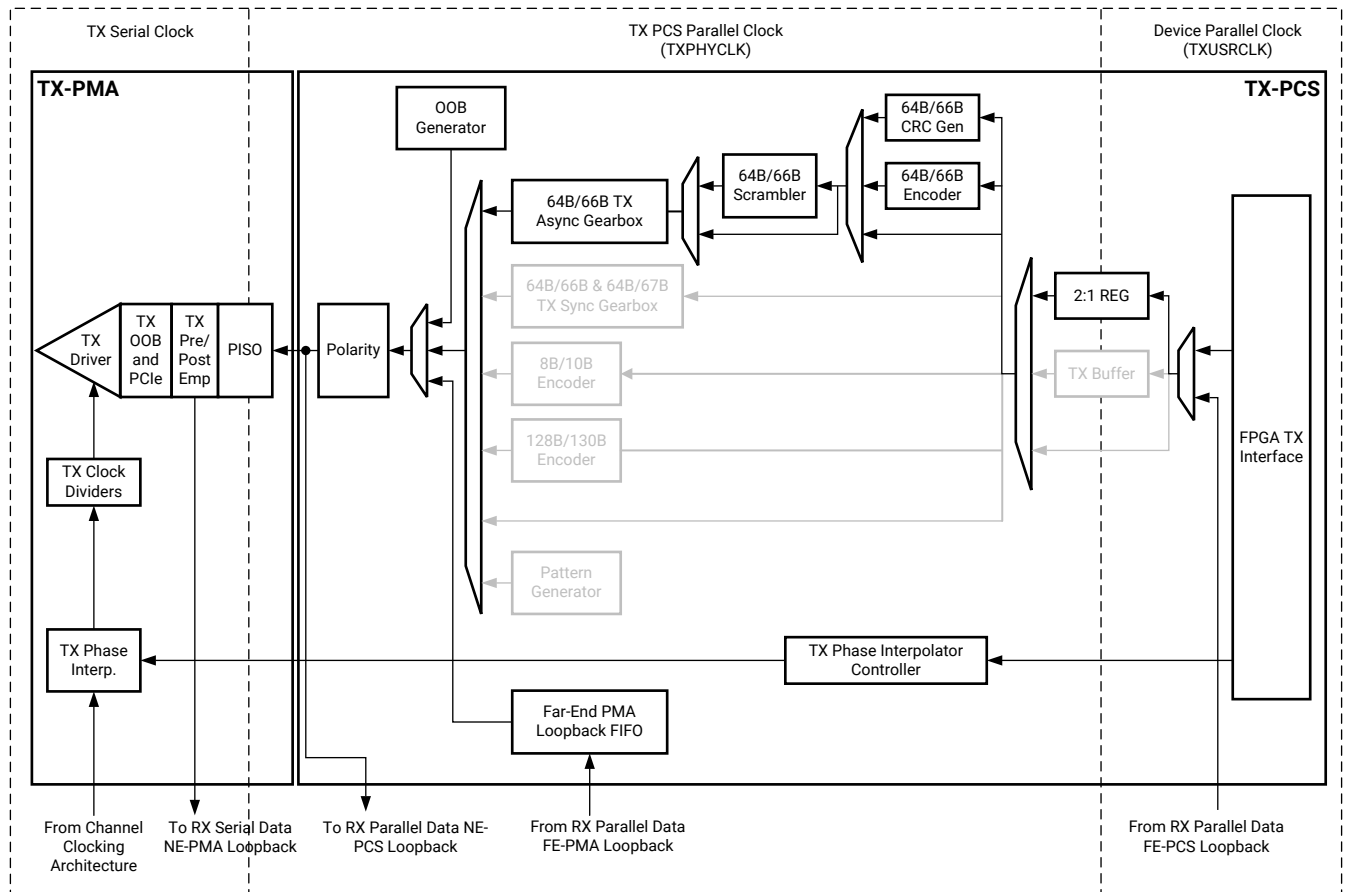 TX Serial Clock
TX PCS Parallel Clock
(TXPHYCLK)
Device Parallel Clock
(TXUSRCLK)
TX-PMA
TX-PCS
OOB
Generator
64B/66B
CRC Gen
64B/66B
Scrambler
64B/66B
Encoder
64B/66B TX
Async Gearbox
64B/66B & 64B/67B
TX Sync Gearbox
2:1 REG
TX
Driver
TX
OOB
and
PCIe
TX
Pre/
Post
Emp
PISO
Polarity
8B/10B
Encoder
TX Buffer
128B/130B
Encoder
FPGA TX
Interface
TX Clock
Dividers
Pattern
Generator
TX Phase
Interp.
TX Phase Interpolator
Controller
Far-End PMA
Loopback FIFO
From Channel
Clocking
Architecture
To RX Serial Data
NE-PMA Loopback
To RX Parallel Data NE-
PCS Loopback
From RX Parallel Data
FE-PMA Loopback
From RX Parallel Data
FE-PCS Loopback